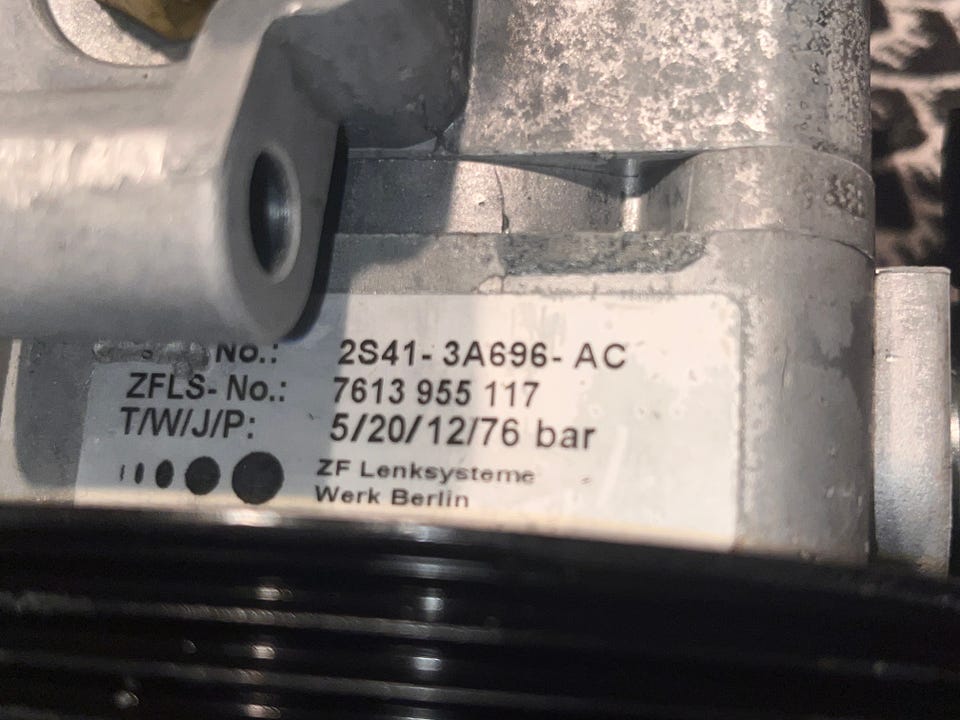 No.: 2S41-3A696-AC
ZFLS-No.: 7613 955 117
T/W/J/P: 5/20/12/76 bar
ZF Lenksysteme
Werk Berlin